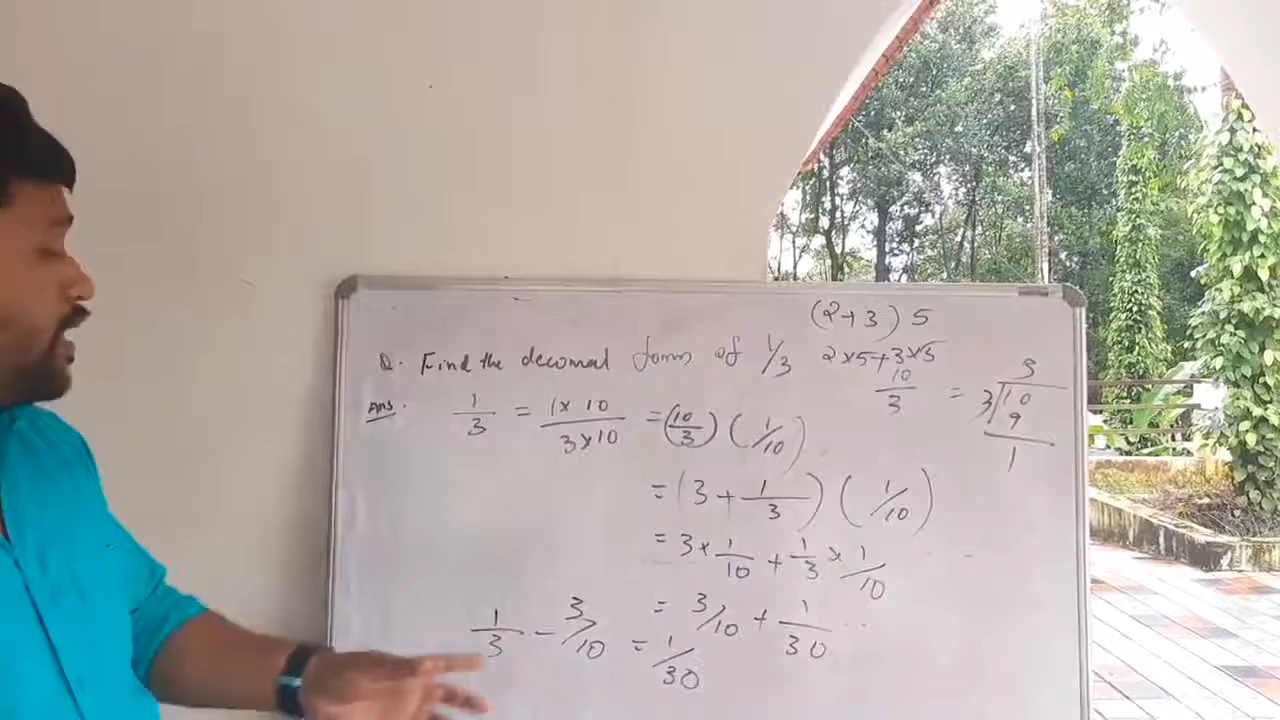 (2+3) 5
Q. Find the decomal form of 1/3
2×5+3×5
Ans. 1/3 = 1×10/3×10 = (10/3) (1/10)
= (3 + 1/3) (1/10)
= 3 × 1/10 + 1/3 × 1/10
= 3/10 + 1/30
1/3 - 3/10 = 1/30
10/3 =
3
3 10
9
1